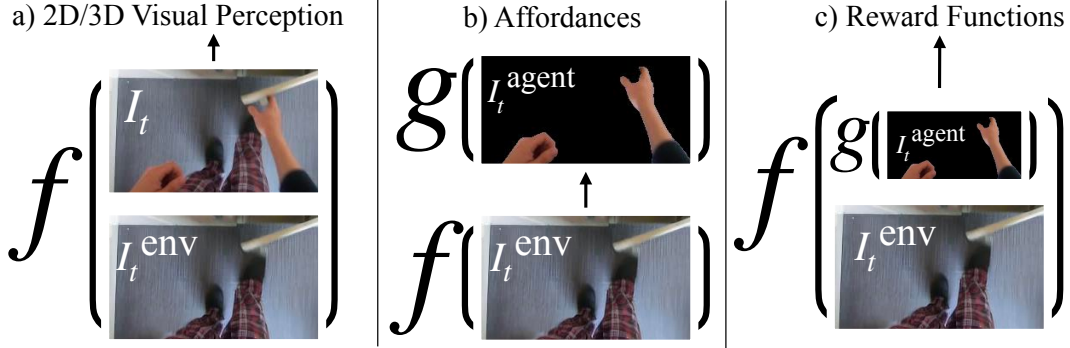 a) 2D/3D Visual Perception
f ( I_t
I_t^env )
b) Affordances
g ( I_t^agent )
f ( I_t^env )
c) Reward Functions
f ( g ( I_t^agent )
I_t^env )